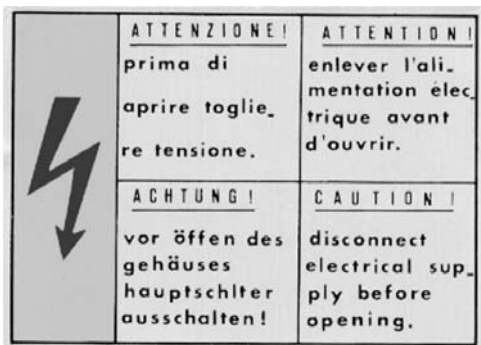 ATTENZIONE!
prima di
aprire toglie_
re tensione.
ATTENTION!
enlever l'ali_
mentation élec_
trique avant
d'ouvrir.
ACHTUNG!
vor öffen des
gehäuses
hauptschlter
ausschalten!
CAUTION!
disconnect
electrical sup_
ply before
opening.